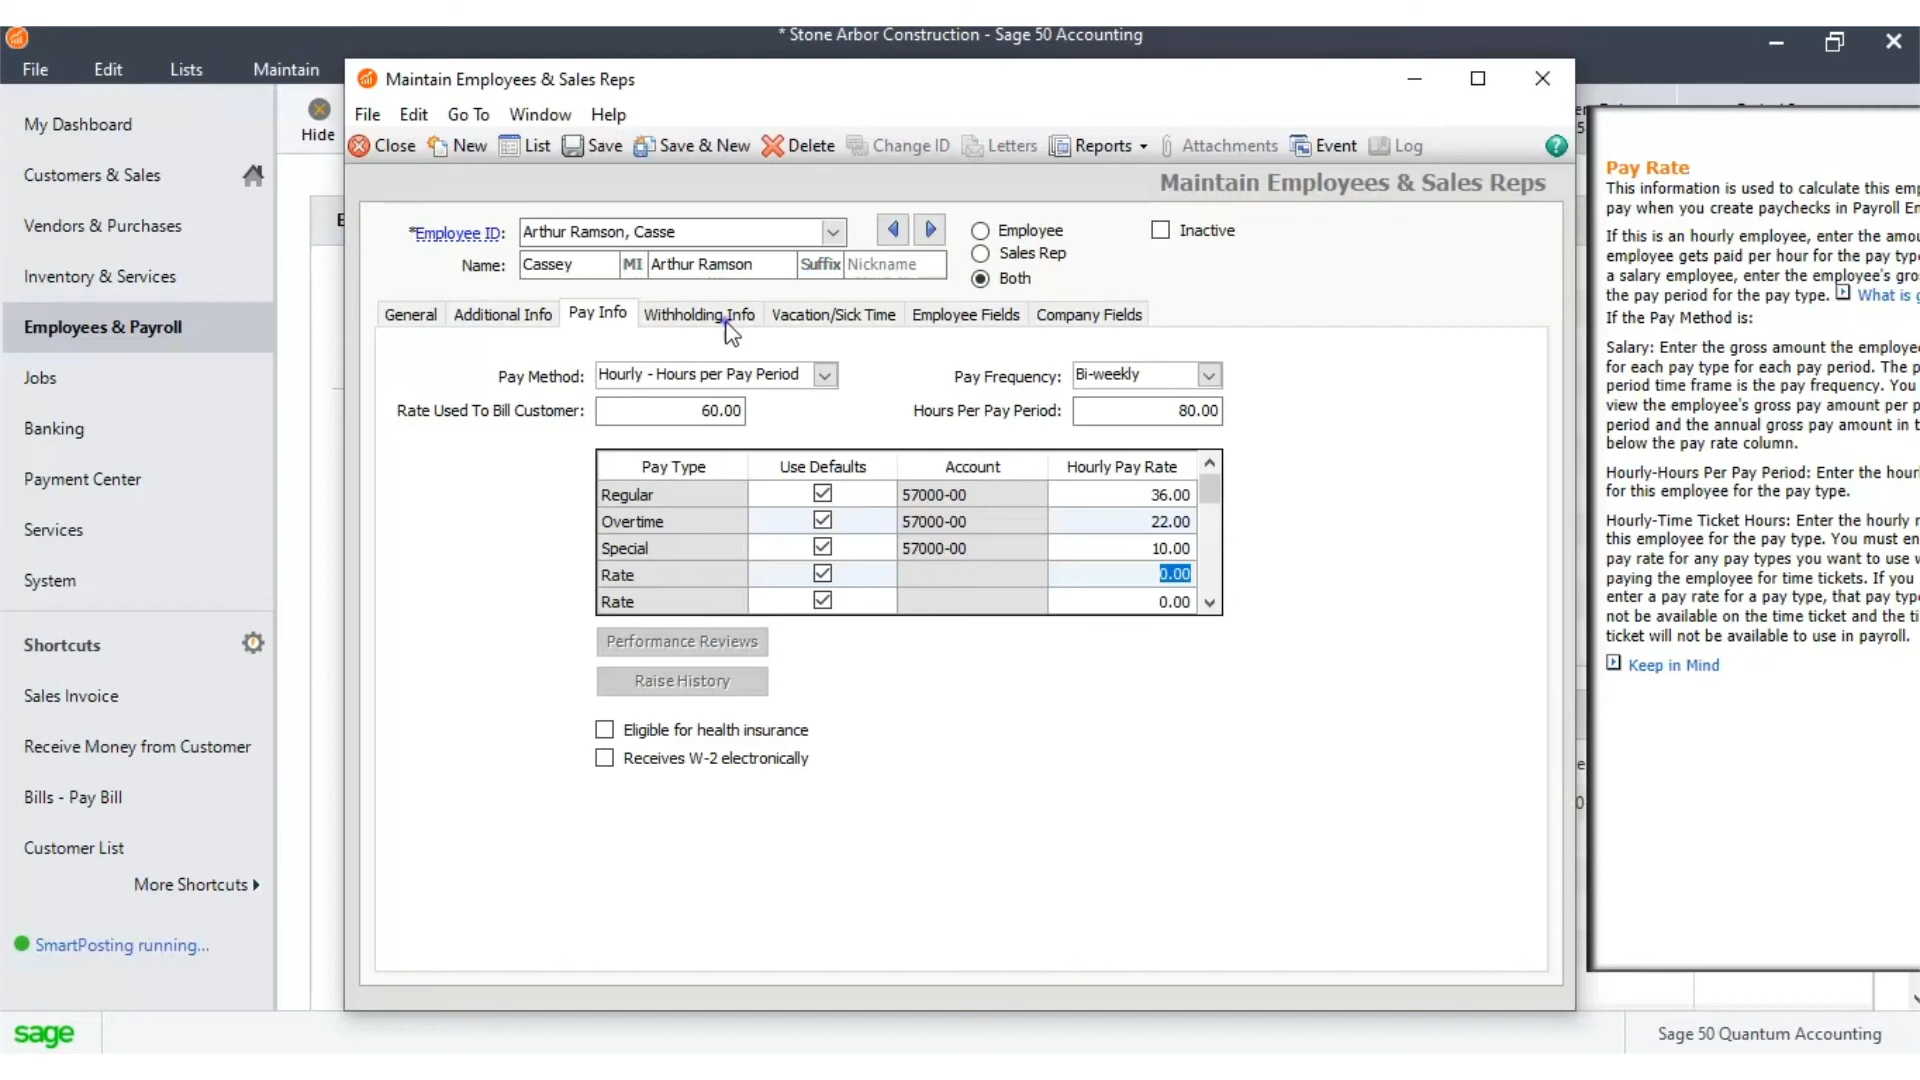 * Stone Arbor Construction - Sage 50 Accounting
File Edit Lists Maintain
Maintain Employees & Sales Reps
File Edit Go To Window Help
Hide
Close New List Save Save & New Delete Change ID Letters Reports Attachments Event Log
Maintain Employees & Sales Reps
My Dashboard
Customers & Sales
Vendors & Purchases
Inventory & Services
Employees & Payroll
Jobs
Banking
Payment Center
Services
System
Shortcuts
Sales Invoice
Receive Money from Customer
Bills - Pay Bill
Customer List
More Shortcuts
SmartPosting running...
*Employee ID: Arthur Ramson, Casse
Name: Cassey MI Arthur Ramson Suffix Nickname
Employee
Sales Rep
Both
Inactive
General Additional Info Pay Info Withholding Info Vacation/Sick Time Employee Fields Company Fields
Pay Method: Hourly - Hours per Pay Period Pay Frequency: Bi-weekly
Rate Used To Bill Customer: 60.00 Hours Per Pay Period: 80.00
Pay Type Use Defaults Account Hourly Pay Rate
Regular 57000-00 36.00
Overtime 57000-00 22.00
Special 57000-00 10.00
Rate 0.00
Rate 0.00
Performance Reviews
Raise History
Eligible for health insurance
Receives W-2 electronically
Pay Rate
This information is used to calculate this
pay when you create paychecks in Payroll
If this is an hourly employee, enter the
employee gets paid per hour for the pay
a salary employee, enter the employee's
the pay period for the pay type. What is
If the Pay Method is:
Salary: Enter the gross amount the
for each pay type for each pay period. The
period time frame is the pay frequency. You
view the employee's gross pay amount per
period and the annual gross pay amount in
below the pay rate column.
Hourly-Hours Per Pay Period: Enter the
for this employee for the pay type.
Hourly-Time Ticket Hours: Enter the hourly
this employee for the pay type. You must
pay rate for any pay types you want to use
paying the employee for time tickets. If you
enter a pay rate for a pay type, that pay
not be available on the time ticket and the
ticket will not be available to use in payroll.
Keep in Mind
sage
Sage 50 Quantum Accounting